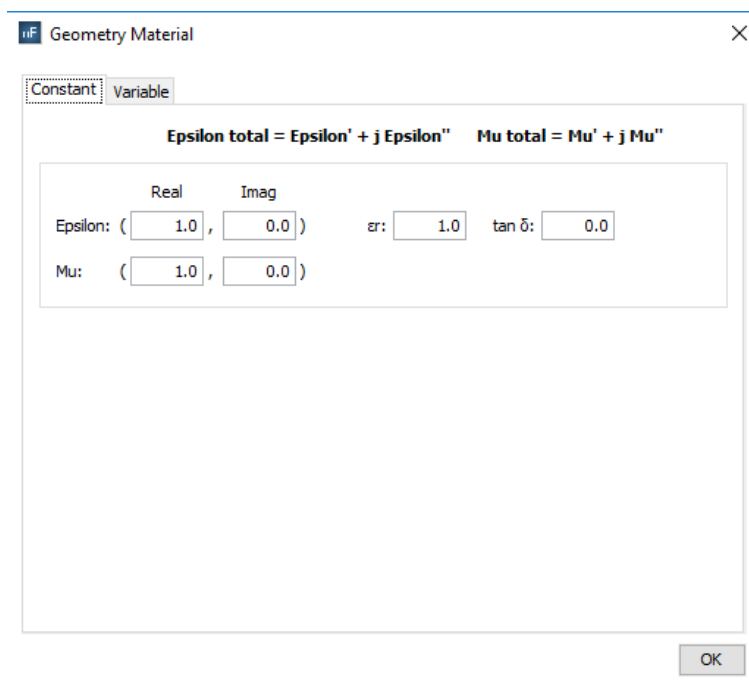 nF Geometry Material
Constant Variable
Epsilon total = Epsilon' + j Epsilon" Mu total = Mu' + j Mu"
Real Imag
Epsilon: ( 1.0 , 0.0 ) εr: 1.0 tan δ: 0.0
Mu: ( 1.0 , 0.0 )
OK